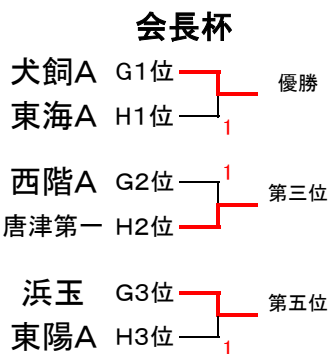 会長杯
犬飼A G1位
優勝
東海A H1位
1
西階A G2位
1
第三位
唐津第一 H2位
浜玉 G3位
第五位
東陽A H3位
1